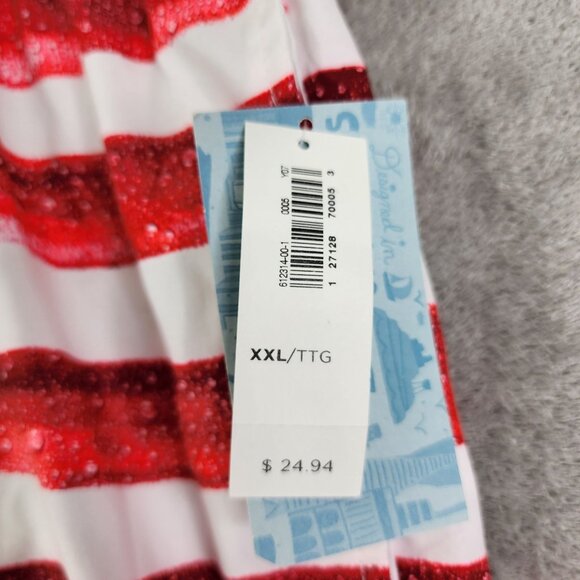 612314-00-1 0005 Y07
1 27128 70005 3
XXL/TTG
$ 24.94
S
Designed in